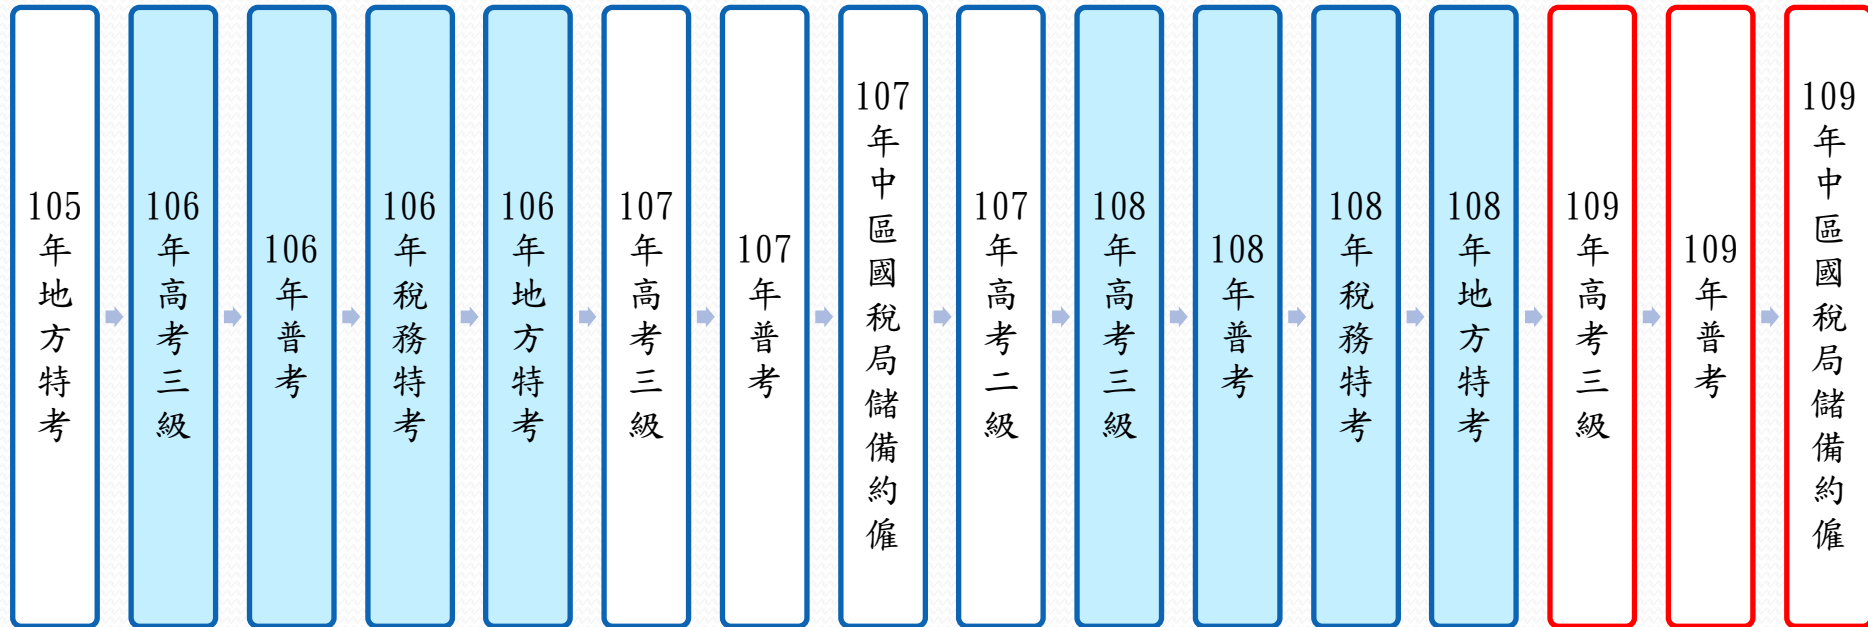 105年地方特考
106年高考三級
106年普考
106年稅務特考
106年地方特考
107年高考三級
107年普考
107年中區國稅局儲備約僱
107年高考二級
108年高考三級
108年普考
108年稅務特考
108年地方特考
109年高考三級
109年普考
109年中區國稅局儲備約僱